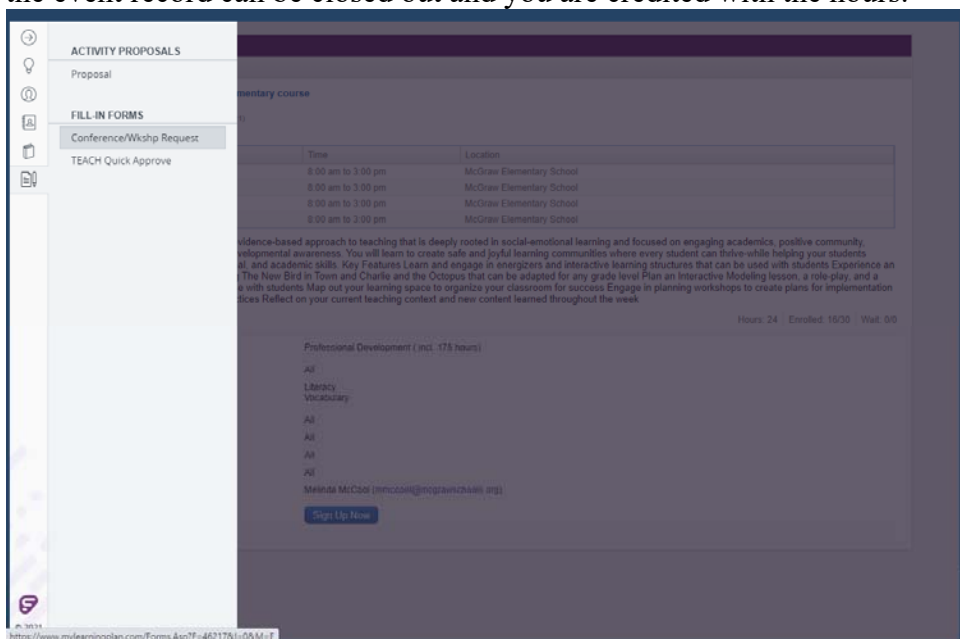 the event record can be closed out and you are credited with the hours.
ACTIVITY PROPOSALS
Proposal
FILL-IN FORMS
Conference/Wkshp Request
TEACH Quick Approve
mentary course
Time Location
8:00 am to 3:00 pm McGraw Elementary School
8:00 am to 3:00 pm McGraw Elementary School
8:00 am to 3:00 pm McGraw Elementary School
8:00 am to 3:00 pm McGraw Elementary School
vidence-based approach to teaching that is deeply rooted in social-emotional learning and focused on engaging academics, positive community,
velopmental awareness. You will learn to create safe and joyful learning communities where every student can thrive-while helping your students
al, and academic skills. Key Features Learn and engage in energizers and interactive learning structures that can be used with students Experience an
The New Bird in Town and Charlie and the Octopus that can be adapted for any grade level Plan an Interactive Modeling lesson, a role-play, and a
e with students Map out your learning space to organize your classroom for success Engage in planning workshops to create plans for implementation
tices Reflect on your current teaching context and new content learned throughout the week
Hours: 24 Enrolled: 16/30 Wait: 0/0
Professional Development ( incl. 175 hours)
All
Literacy
Vocabulary
All
All
All
All
Melinda McCool
Sign Up Now
© 2021
https://www.mylearningplan.com/Forms.Asp?F=46217&I=0&M=F